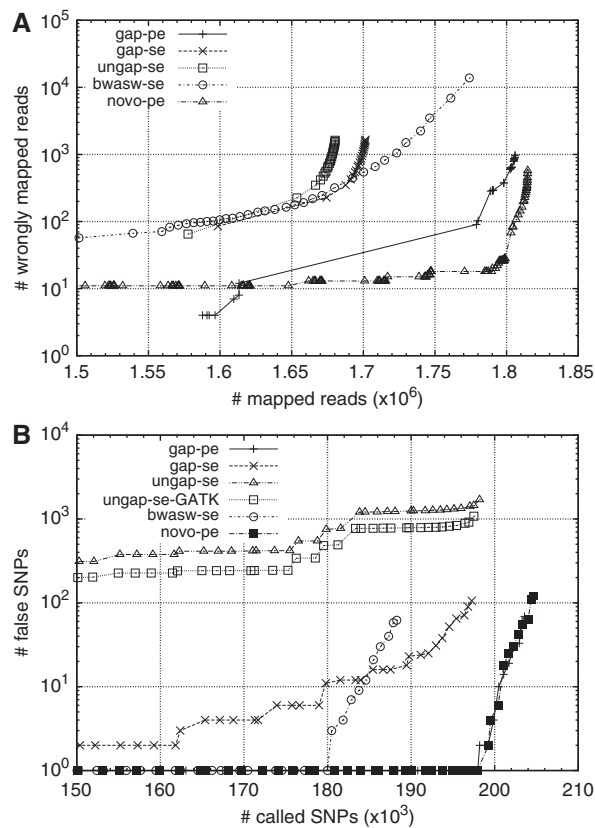 A
10^5
10^4
10^3
10^2
10^1
10^0
# wrongly mapped reads
gap-pe
gap-se
ungap-se
bwasw-se
novo-pe
1.5 1.55 1.6 1.65 1.7 1.75 1.8 1.85
# mapped reads (x10^6)
B
10^4
10^3
10^2
10^1
10^0
# false SNPs
gap-pe
gap-se
ungap-se
ungap-se-GATK
bwasw-se
novo-pe
150 160 170 180 190 200 210
# called SNPs (x10^3)